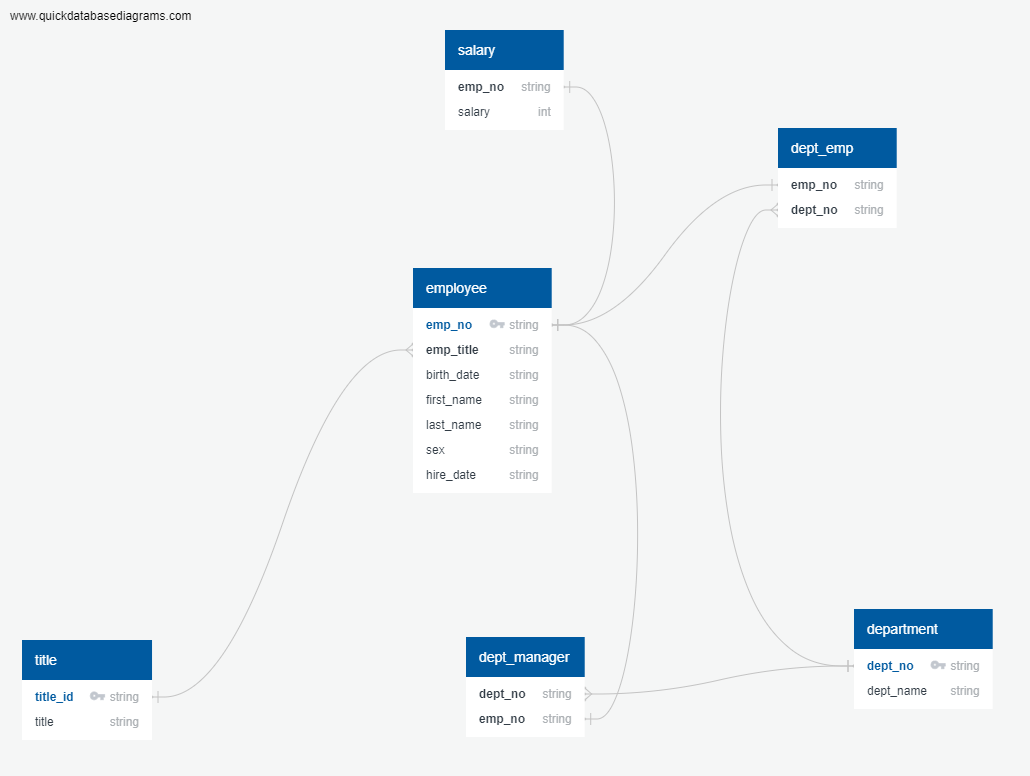 www.quickdatabasediagrams.com
salary
emp_no string
salary int
dept_emp
emp_no string
dept_no string
employee
emp_no string
emp_title string
birth_date string
first_name string
last_name string
sex string
hire_date string
title
title_id string
title string
dept_manager
dept_no string
emp_no string
department
dept_no string
dept_name string